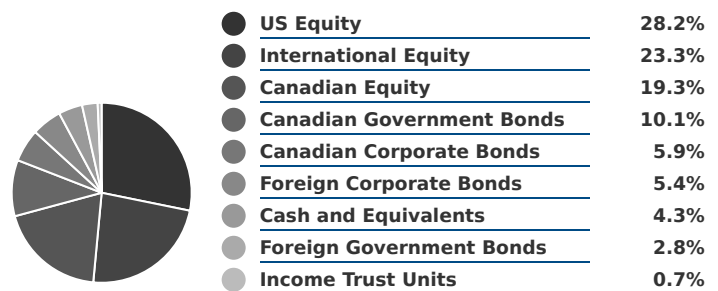 US Equity 28.2%
International Equity 23.3%
Canadian Equity 19.3%
Canadian Government Bonds 10.1%
Canadian Corporate Bonds 5.9%
Foreign Corporate Bonds 5.4%
Cash and Equivalents 4.3%
Foreign Government Bonds 2.8%
Income Trust Units 0.7%